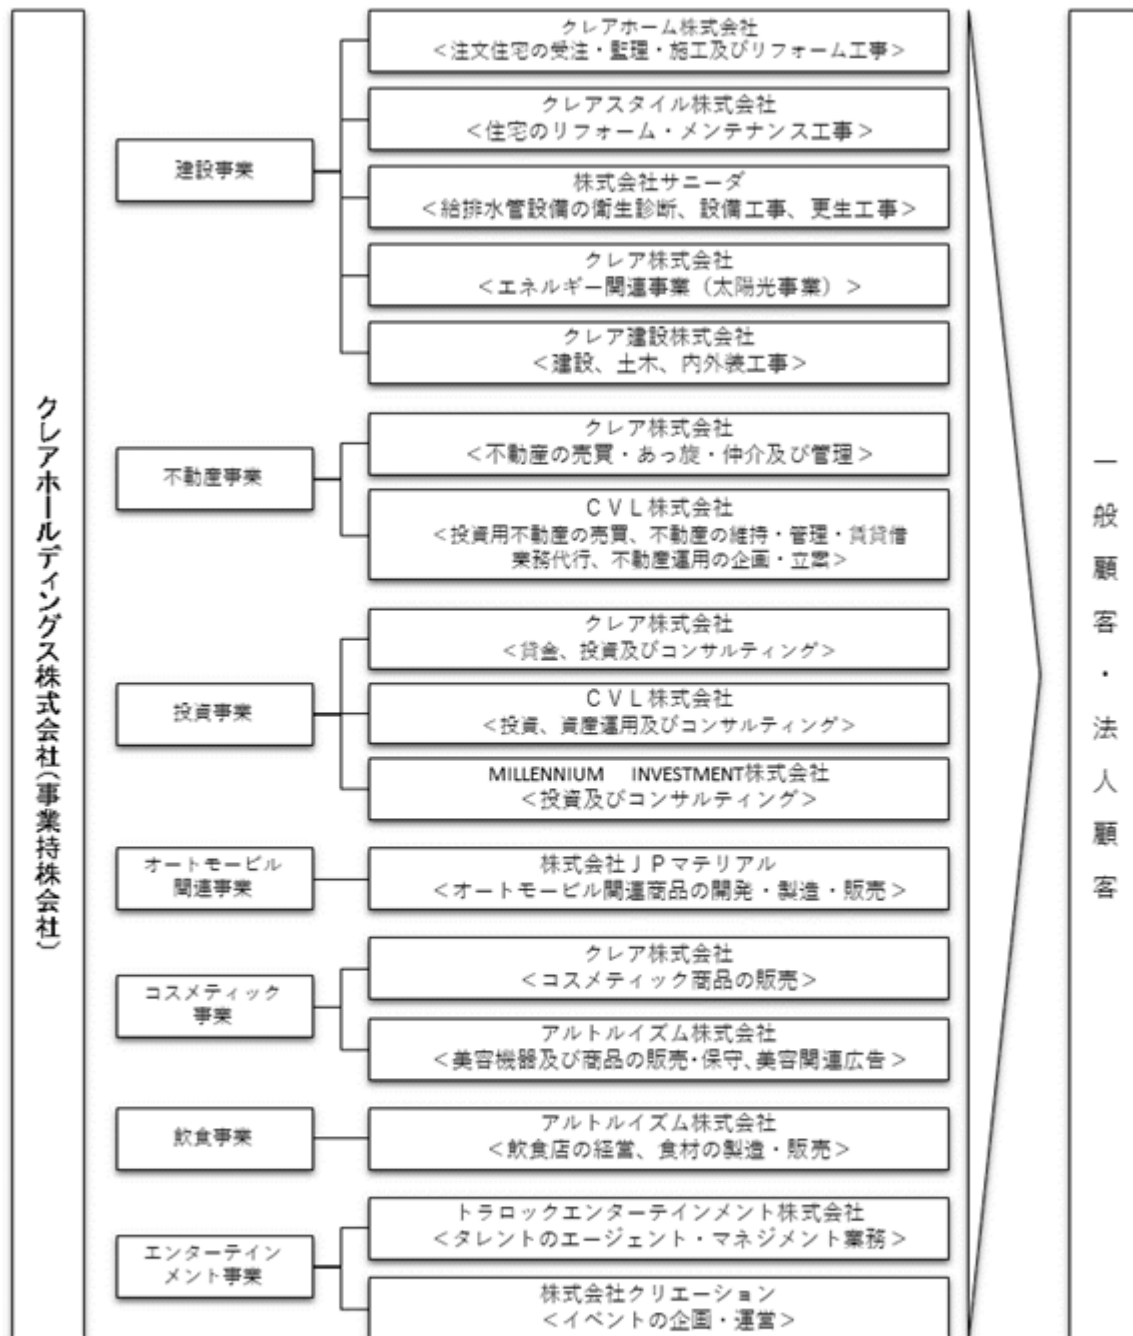 クレアホールディングス株式会社(事業持株会社)
建設事業
クレアホーム株式会社
<注文住宅の受注・監理・施工及びリフォーム工事>
クレアスタイル株式会社
<住宅のリフォーム・メンテナンス工事>
株式会社サニーダ
<給排水管設備の衛生診断、設備工事、更生工事>
クレア株式会社
<エネルギー関連事業（太陽光事業）>
クレア建設株式会社
<建設、土木、内外装工事>
不動産事業
クレア株式会社
<不動産の売買・あっ旋・仲介及び管理>
ＣＶＬ株式会社
<投資用不動産の売買、不動産の維持・管理・賃貸借
業務代行、不動産運用の企画・立案>
投資事業
クレア株式会社
<貸金、投資及びコンサルティング>
ＣＶＬ株式会社
<投資、資産運用及びコンサルティング>
MILLENNIUM INVESTMENT株式会社
<投資及びコンサルティング>
オートモービル
関連事業
株式会社ＪＰマテリアル
<オートモービル関連商品の開発・製造・販売>
コスメティック
事業
クレア株式会社
<コスメティック商品の販売>
アルトルイズム株式会社
<美容機器及び商品の販売・保守、美容関連広告>
飲食事業
アルトルイズム株式会社
<飲食店の経営、食材の製造・販売>
エンターテイン
メント事業
トラロックエンターテインメント株式会社
<タレントのエージェント・マネジメント業務>
株式会社クリエーション
<イベントの企画・運営>
一般顧客・法人顧客